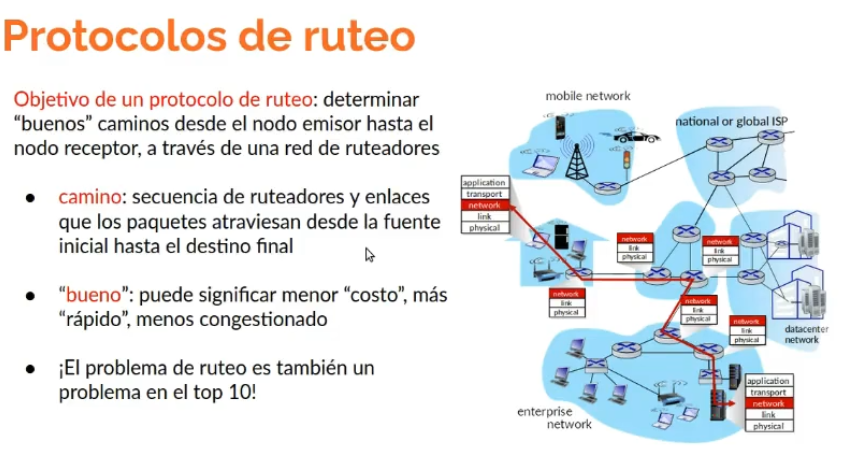 Protocolos de ruteo
Objetivo de un protocolo de ruteo: determinar
“buenos” caminos desde el nodo emisor hasta el
nodo receptor, a través de una red de ruteadores
● camino: secuencia de ruteadores y enlaces
que los paquetes atraviesan desde la fuente
inicial hasta el destino final
● “bueno”: puede significar menor “costo”, más
“rápido”, menos congestionado
● ¡El problema de ruteo es también un
problema en el top 10!
mobile network
national or global ISP
application
transport
network
link
physical
network
link
physical
network
link
physical
network
link
physical
network
link
physical
network
link
physical
datacenter
network
application
transport
network
link
physical
enterprise
network